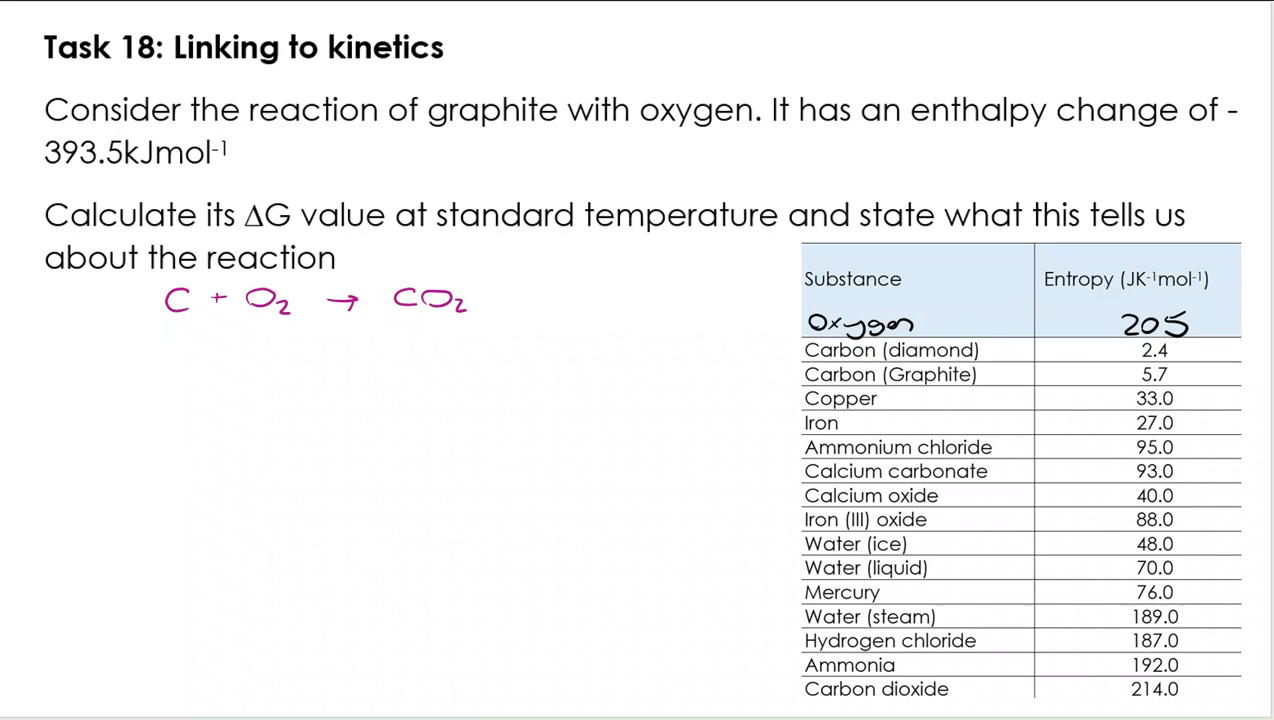 Task 18: Linking to kinetics
Consider the reaction of graphite with oxygen. It has an enthalpy change of -
393.5kJmol⁻¹
Calculate its ΔG value at standard temperature and state what this tells us
about the reaction
C + O₂ → CO₂
Substance Entropy (JK⁻¹mol⁻¹)
Oxygen 205
Carbon (diamond) 2.4
Carbon (Graphite) 5.7
Copper 33.0
Iron 27.0
Ammonium chloride 95.0
Calcium carbonate 93.0
Calcium oxide 40.0
Iron (III) oxide 88.0
Water (ice) 48.0
Water (liquid) 70.0
Mercury 76.0
Water (steam) 189.0
Hydrogen chloride 187.0
Ammonia 192.0
Carbon dioxide 214.0